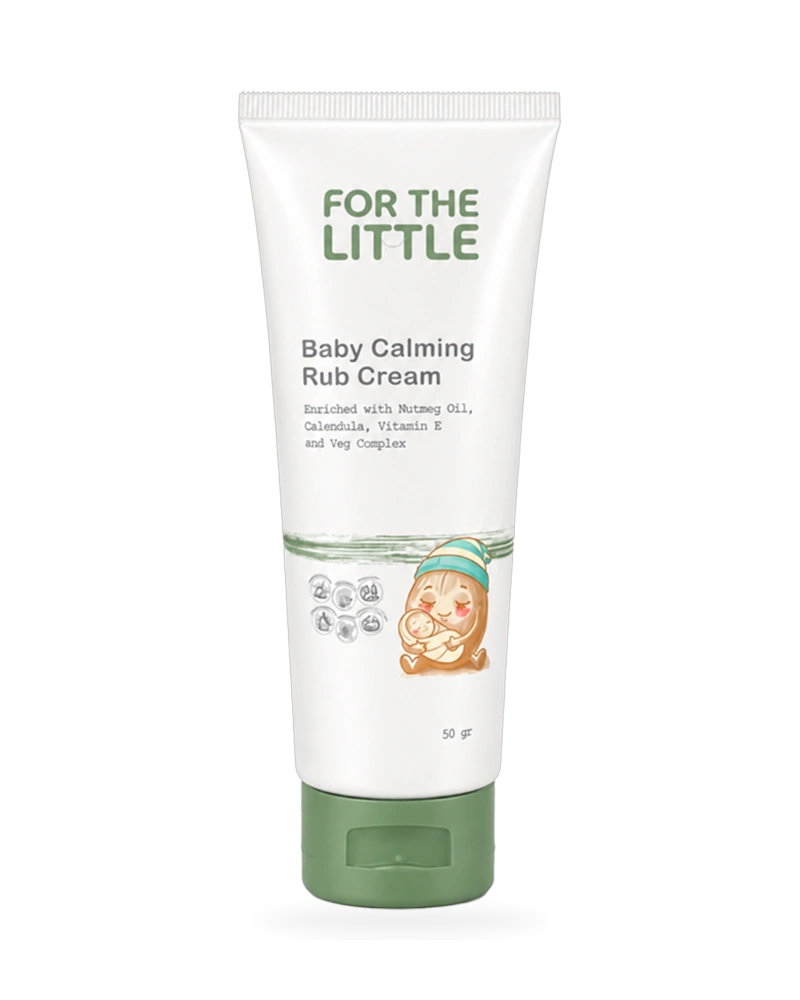 FOR THE
LITTLE
Baby Calming
Rub Cream
Enriched with Nutmeg Oil,
Calendula, Vitamin E
and Veg Complex
50 gr